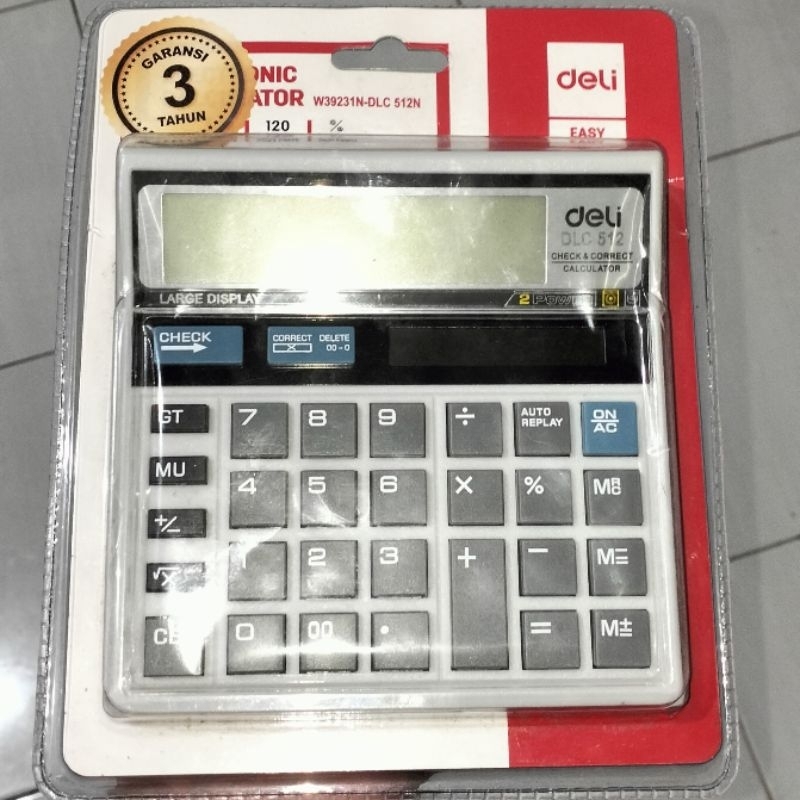 GARANSI
3
TAHUN
ONIC
ATOR W39231N-DLC 512N
120
%
deli
EASY
deli
DLC 512
CHECK & CORRECT
CALCULATOR
LARGE DISPLAY
2 POWER
CHECK
CORRECT DELETE
X 00→0
GT 7 8 9 ÷ AUTO REPLAY ON AC
MU 4 5 6 × % MRC
+/− 1 2 3 + − M=
√x
CE 0 00 . = M±